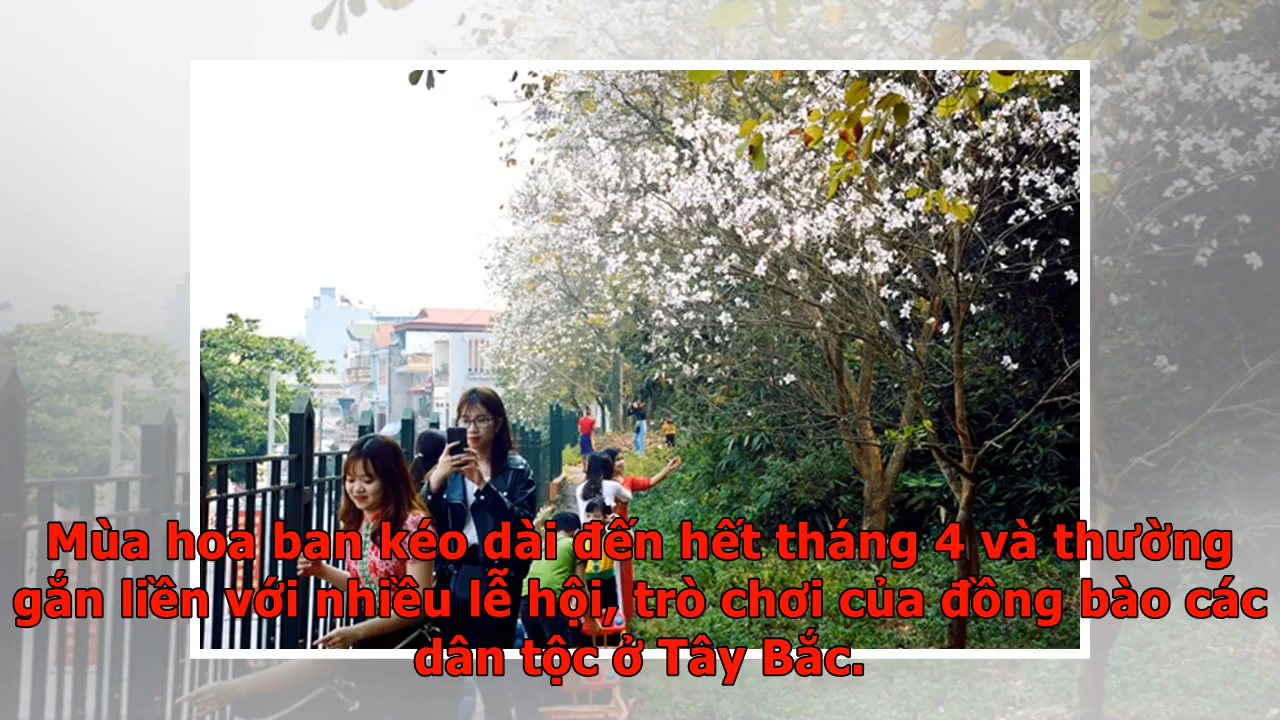 Mùa hoa ban kéo dài đến hết tháng 4 và thường
gắn liền với nhiều lễ hội, trò chơi của đồng bào các
dân tộc ở Tây Bắc.